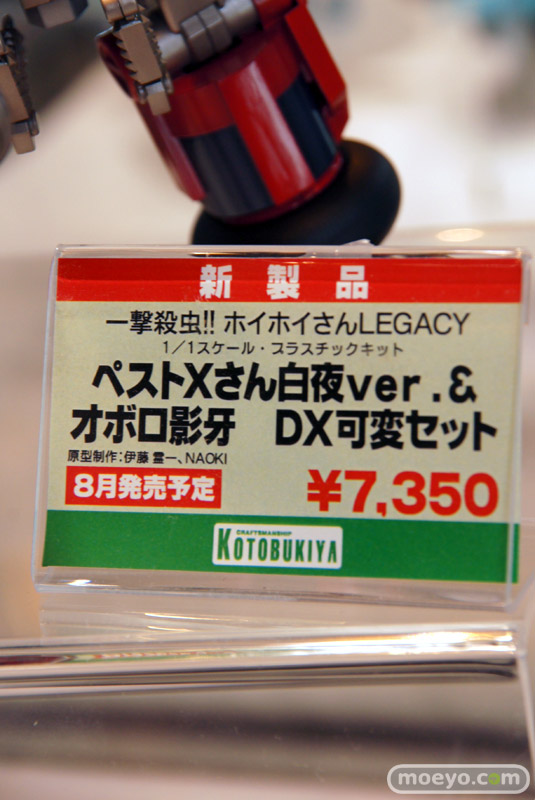 新製品
一撃殺虫!! ホイホイさんLEGACY
1/1スケール・プラスチックキット
ペストXさん白夜ver.&
オボロ影牙 DX可変セット
原型制作:伊藤 霊一、NAOKI
8月発売予定
¥7,350
CRAFTSMANSHIP
KOTOBUKIYA
moeyo.com